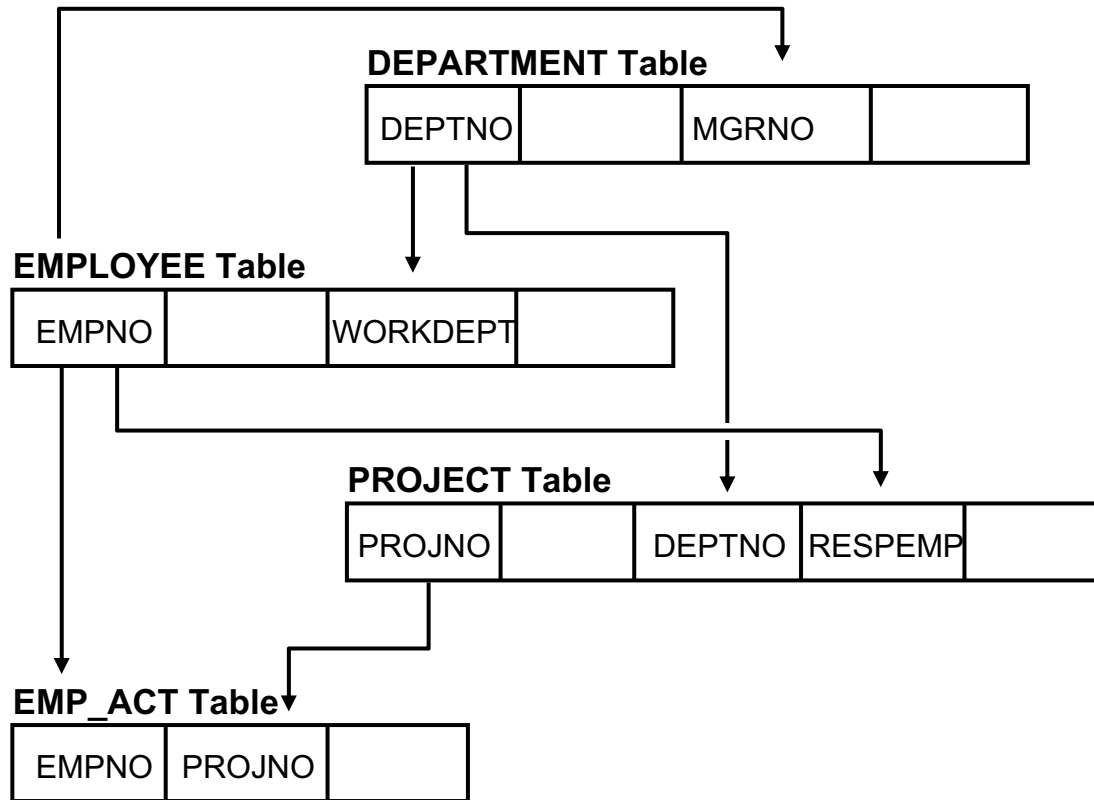 DEPARTMENT Table
DEPTNO MGRNO
EMPLOYEE Table
EMPNO WORKDEPT
PROJECT Table
PROJNO DEPTNO RESPEMP
EMP_ACT Table
EMPNO PROJNO